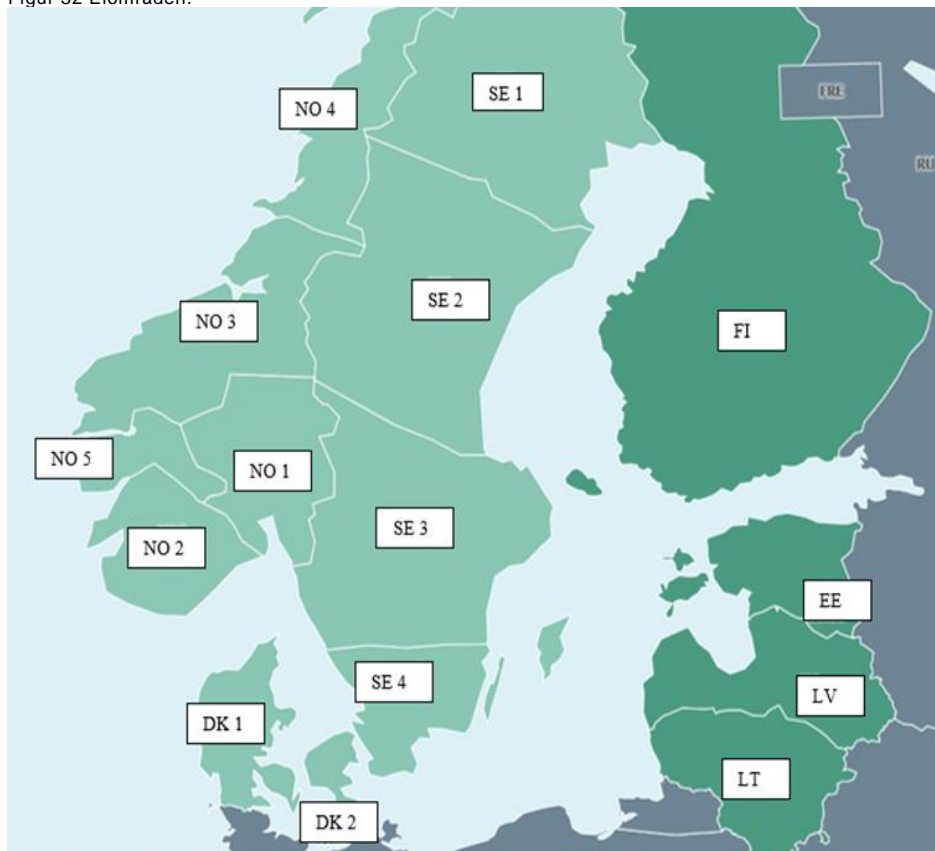 Figur 32 Elområden.
SE 1
NO 4
FRE
RU
SE 2
NO 3
FI
NO 5
NO 1
SE 3
NO 2
EE
SE 4
LV
DK 1
LT
DK 2